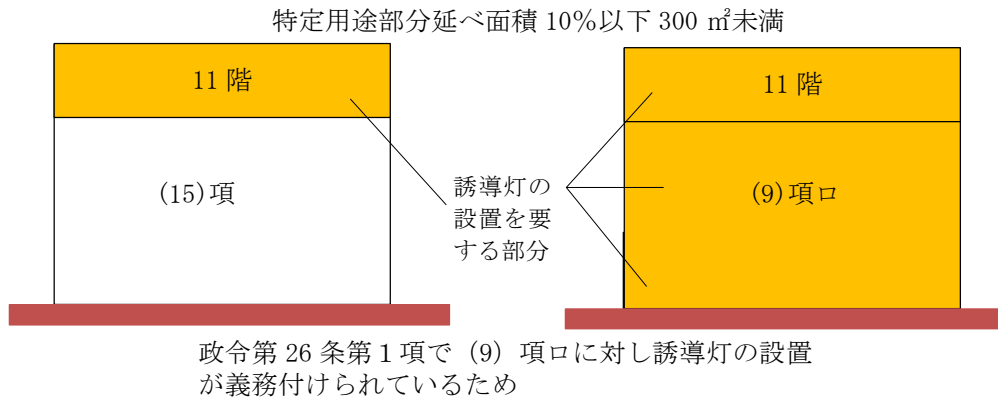 特定用途部分延べ面積 10％以下 300 ㎡未満
11 階
11 階
(15)項
誘導灯の
設置を要
する部分
(9)項ロ
政令第 26 条第１項で（9）項ロに対し誘導灯の設置
が義務付けられているため